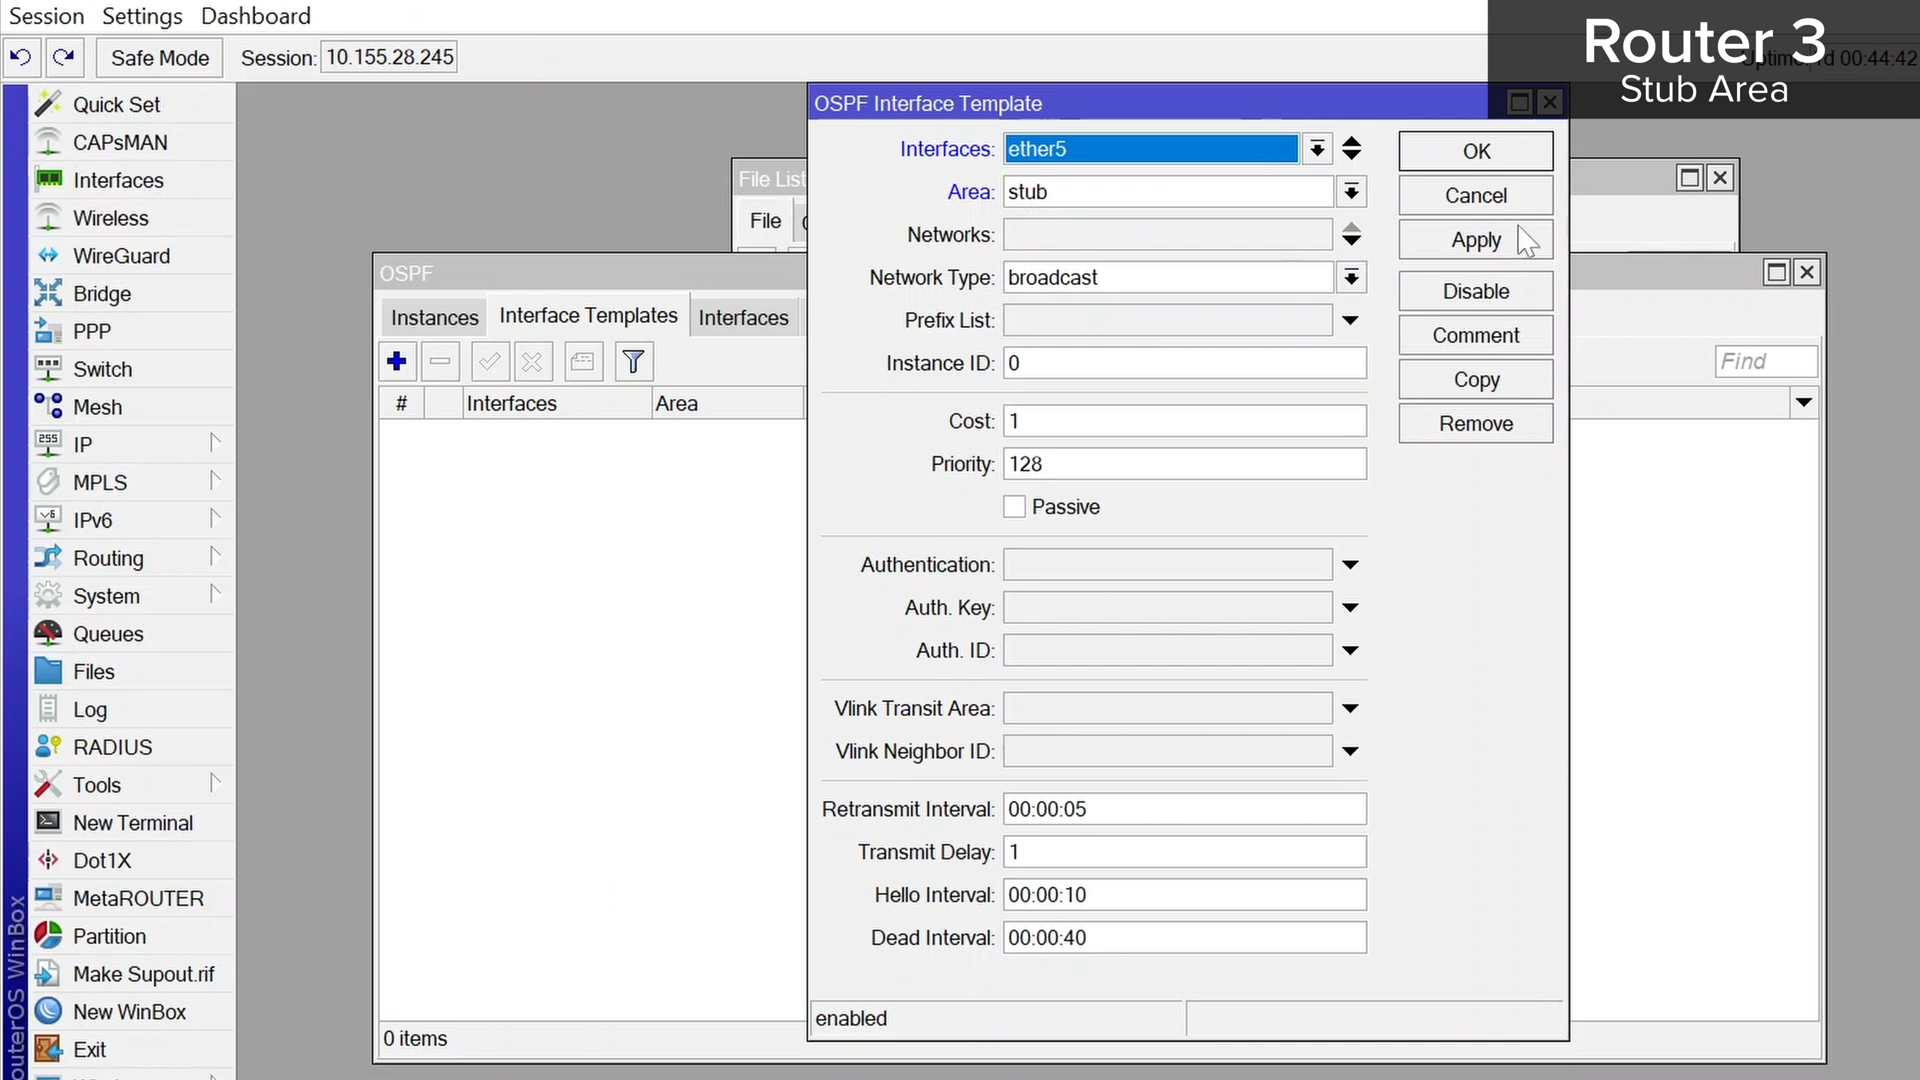 Session Settings Dashboard
Router 3
Stub Area
Safe Mode Session: 10.155.28.245
00:44:42
Quick Set
CAPsMAN
Interfaces
Wireless
WireGuard
Bridge
PPP
Switch
Mesh
IP
MPLS
IPv6
Routing
System
Queues
Files
Log
RADIUS
Tools
New Terminal
Dot1X
MetaROUTER
Partition
Make Supout.rif
New WinBox
Exit
RouterOS WinBox
File List
File
OSPF
Instances Interface Templates Interfaces
Find
# Interfaces Area
0 items
OSPF Interface Template
Interfaces: ether5
Area: stub
Networks:
Network Type: broadcast
Prefix List:
Instance ID: 0
Cost: 1
Priority: 128
Passive
Authentication:
Auth. Key:
Auth. ID:
Vlink Transit Area:
Vlink Neighbor ID:
Retransmit Interval: 00:00:05
Transmit Delay: 1
Hello Interval: 00:00:10
Dead Interval: 00:00:40
enabled
OK
Cancel
Apply
Disable
Comment
Copy
Remove